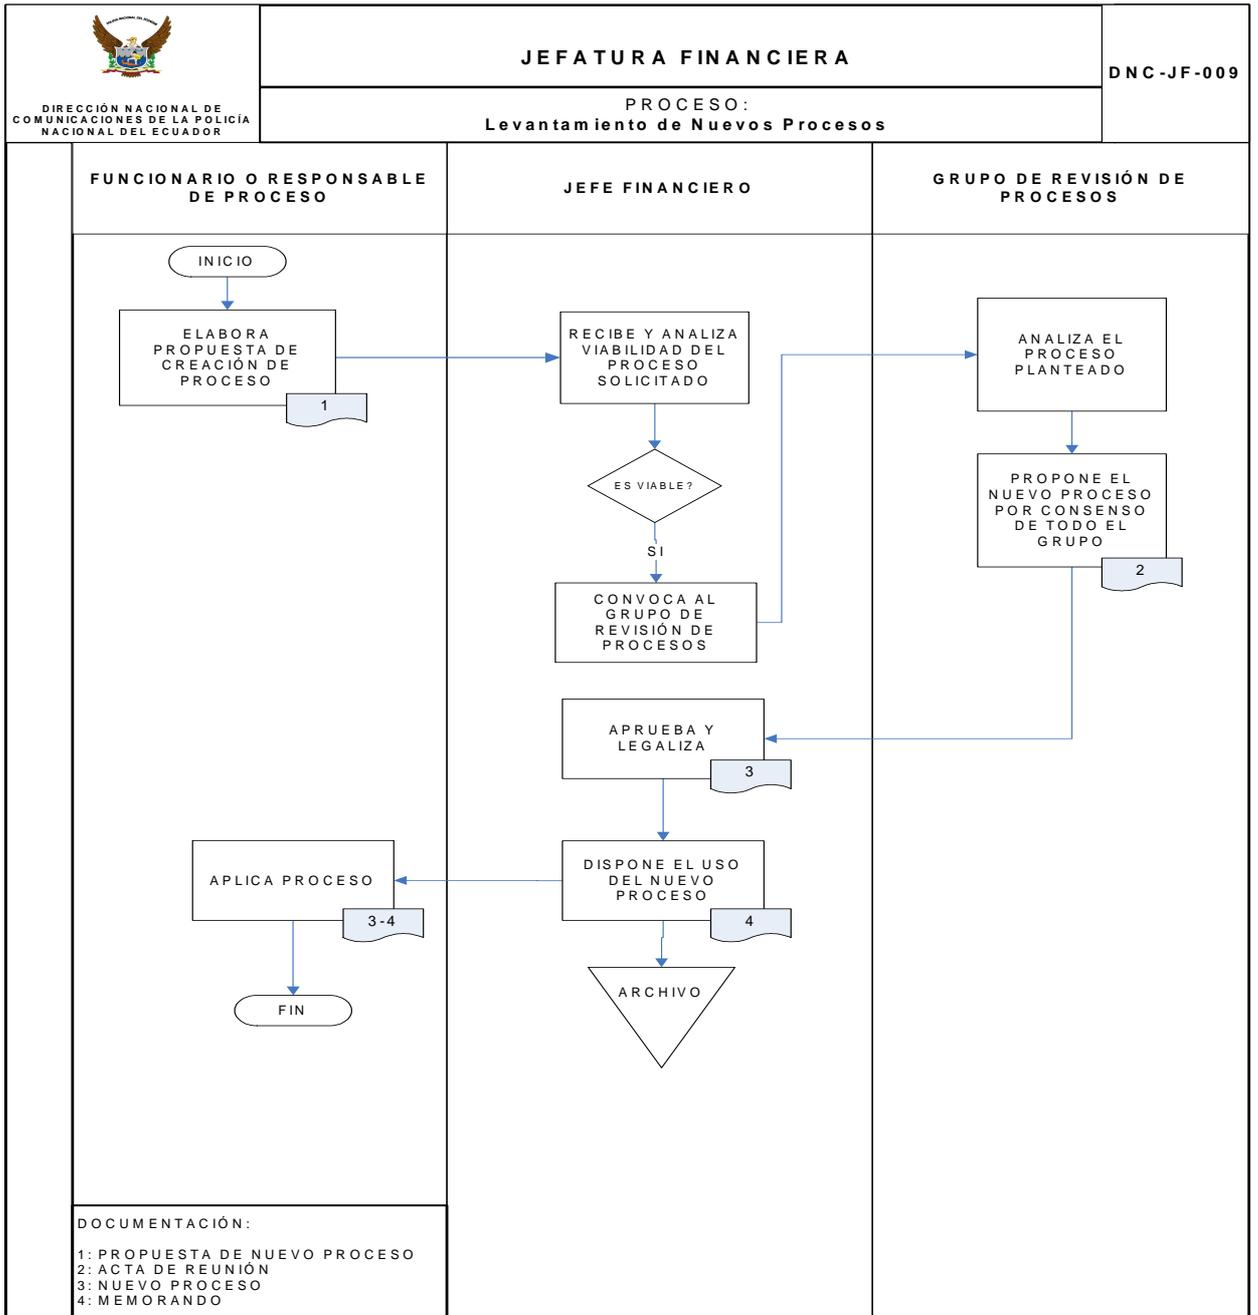 DIRECCIÓN NACIONAL DE
COMUNICACIONES DE LA POLICÍA
NACIONAL DEL ECUADOR
JEFATURA FINANCIERA
PROCESO:
Levantamiento de Nuevos Procesos
DNC-JF-009
FUNCIONARIO O RESPONSABLE
DE PROCESO
JEFE FINANCIERO
GRUPO DE REVISIÓN DE
PROCESOS
INICIO
ELABORA
PROPUESTA DE
CREACIÓN DE
PROCESO
1
RECIBE Y ANALIZA
VIABILIDAD DEL
PROCESO
SOLICITADO
ES VIABLE?
SI
CONVOCA AL
GRUPO DE
REVISIÓN DE
PROCESOS
ANALIZA EL
PROCESO
PLANTEADO
PROPONE EL
NUEVO PROCESO
POR CONSENSO
DE TODO EL
GRUPO
2
APRUEBA Y
LEGALIZA
3
DISPONE EL USO
DEL NUEVO
PROCESO
4
APLICA PROCESO
3-4
ARCHIVO
FIN
DOCUMENTACIÓN:
1: PROPUESTA DE NUEVO PROCESO
2: ACTA DE REUNIÓN
3: NUEVO PROCESO
4: MEMORANDO